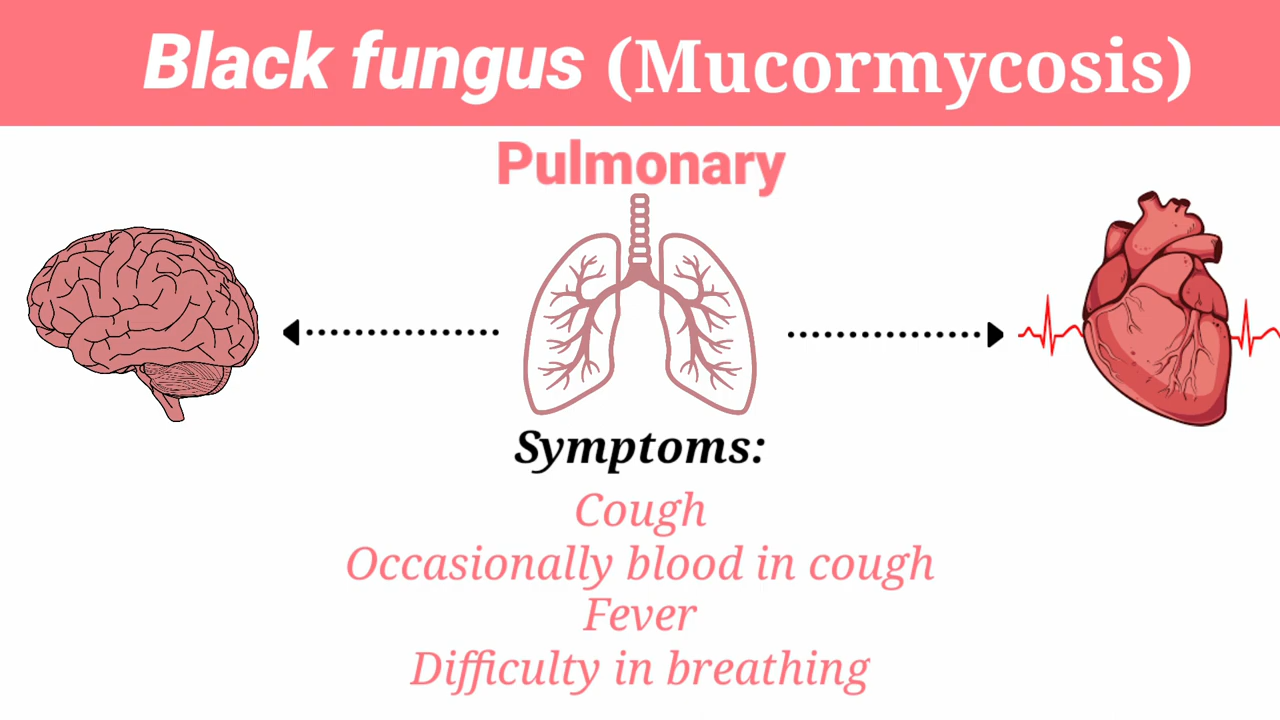 Black fungus (Mucormycosis)
Pulmonary
Symptoms:
Cough
Occasionally blood in cough
Fever
Difficulty in breathing